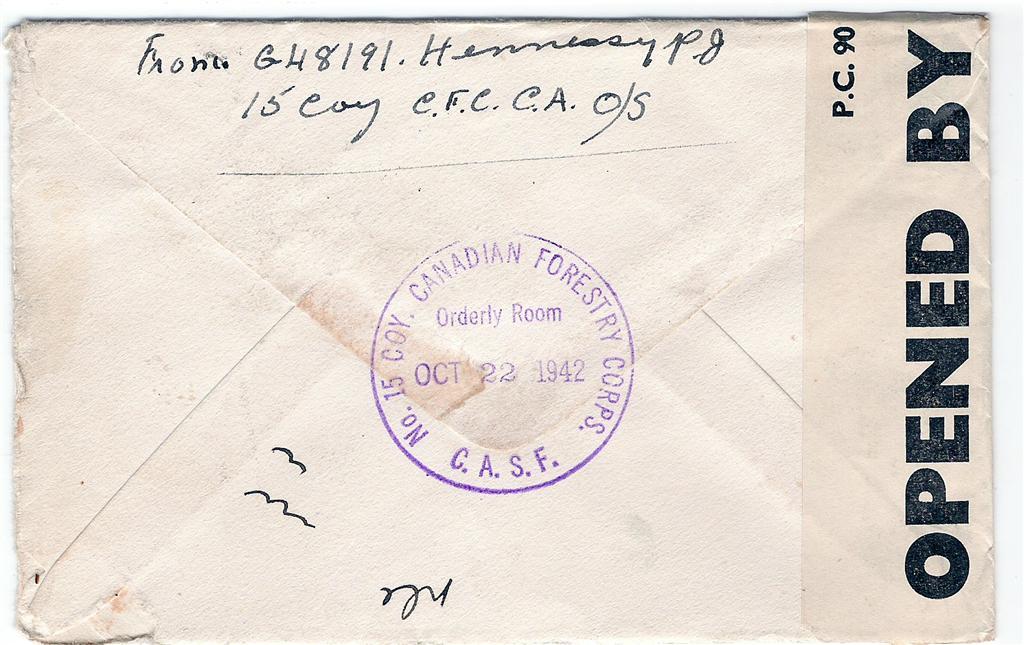 From G48191. Hennessy PJ
15 Coy C.F.C. C.A. O/S
P.C. 90
OPENED BY
No. 15 COY. CANADIAN FORESTRY CORPS.
Orderly Room
OCT 22 1942
C. A. S. F.